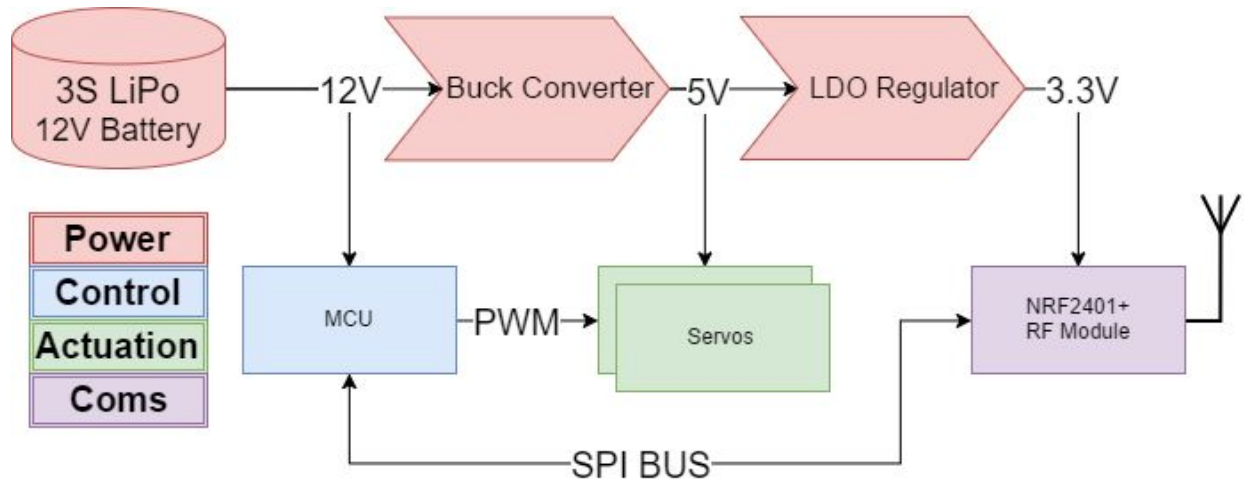 3S LiPo
12V Battery
12V
Buck Converter
5V
LDO Regulator
3.3V
Power
Control
Actuation
Coms
MCU
PWM
Servos
NRF2401+
RF Module
SPI BUS